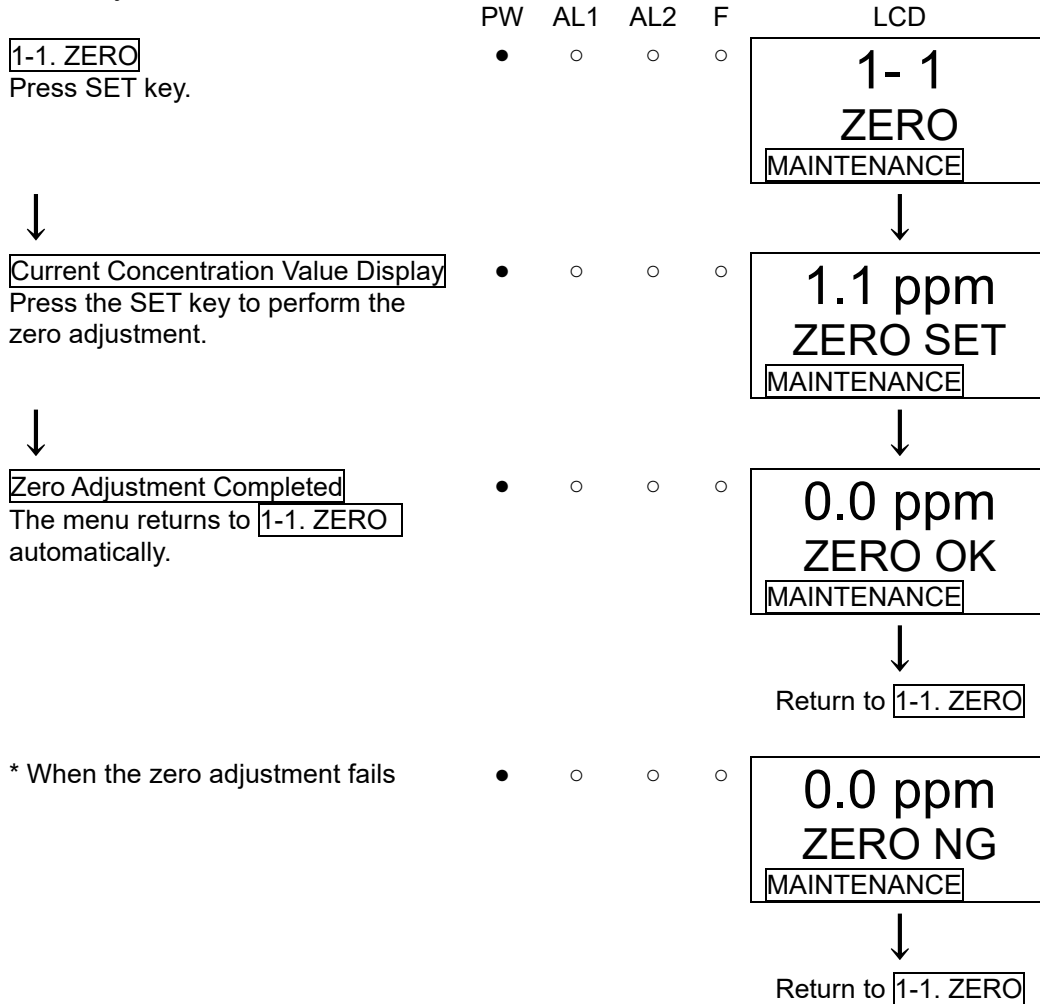 PW AL1 AL2 F LCD
1-1. ZERO ● ○ ○ ○ 1- 1
Press SET key.
ZERO
MAINTENANCE
↓ ↓
Current Concentration Value Display ● ○ ○ ○ 1.1 ppm
Press the SET key to perform the
zero adjustment.
ZERO SET
MAINTENANCE
↓ ↓
Zero Adjustment Completed ● ○ ○ ○ 0.0 ppm
The menu returns to 1-1. ZERO
automatically.
ZERO OK
MAINTENANCE
↓
Return to 1-1. ZERO
* When the zero adjustment fails ● ○ ○ ○ 0.0 ppm
ZERO NG
MAINTENANCE
↓
Return to 1-1. ZERO